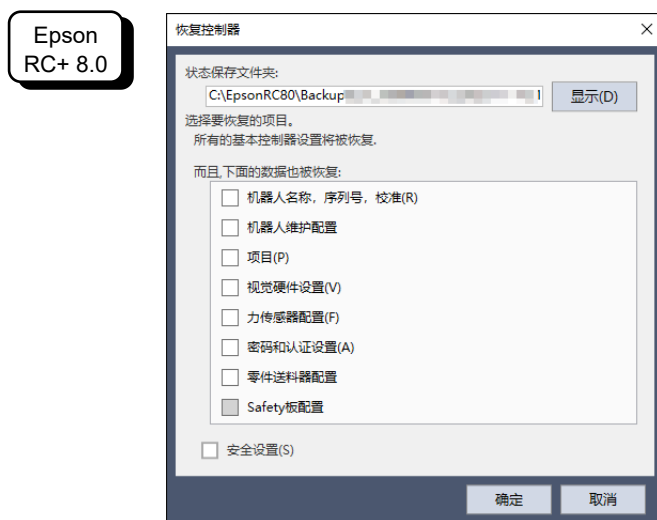 Epson
RC+ 8.0
恢复控制器
状态保存文件夹:
C:\EpsonRC80\Backup
显示(D)
选择要恢复的项目。
所有的基本控制器设置将被恢复.
而且,下面的数据也被恢复:
机器人名称，序列号，校准(R)
机器人维护配置
项目(P)
视觉硬件设置(V)
力传感器配置(F)
密码和认证设置(A)
零件送料器配置
Safety板配置
安全设置(S)
确定
取消